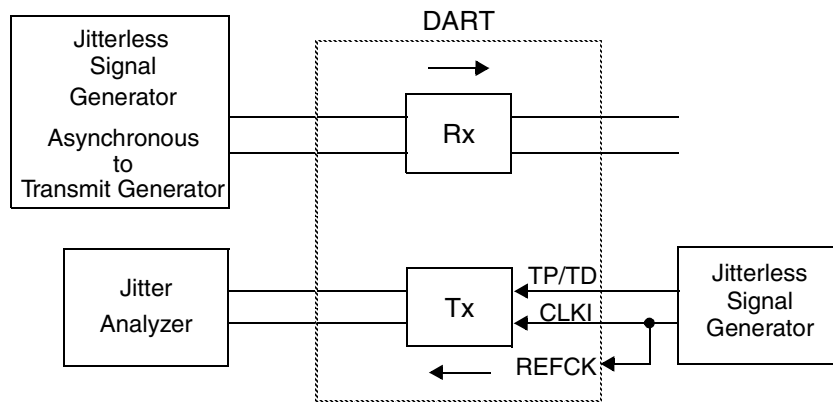 DART
Jitterless
Signal
Generator
Asynchronous
to
Transmit Generator
Rx
Jitter
Analyzer
Tx
TP/TD
CLKI
REFCK
Jitterless
Signal
Generator